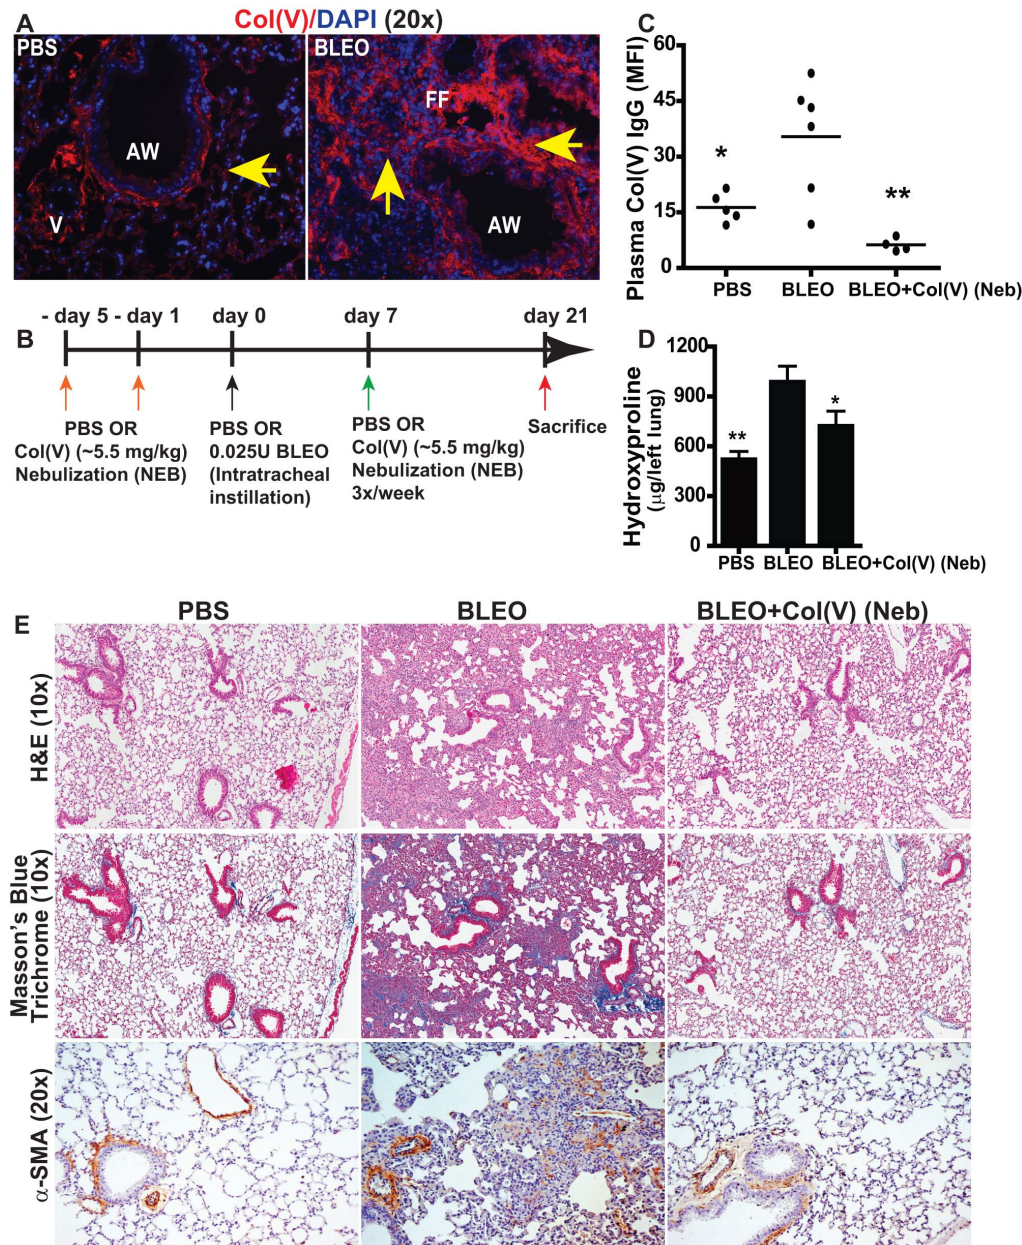 A
Col(V)/DAPI (20x)
PBS
BLEO
AW
V
FF
AW
B
- day 5
- day 1
day 0
day 7
day 21
PBS OR
Col(V) (~5.5 mg/kg)
Nebulization (NEB)
PBS OR
0.025U BLEO
(Intratracheal
instillation)
PBS OR
Col(V) (~5.5 mg/kg)
Nebulization (NEB)
3x/week
Sacrifice
C
Plasma Col(V) IgG (MFI)
60
45
30
15
0
*
**
PBS
BLEO
BLEO+Col(V) (Neb)
D
Hydroxyproline
(μg/left lung)
1200
900
600
300
0
**
*
PBS
BLEO
BLEO+Col(V) (Neb)
E
PBS
BLEO
BLEO+Col(V) (Neb)
H&E (10x)
Masson's Blue
Trichrome (10x)
α-SMA (20x)